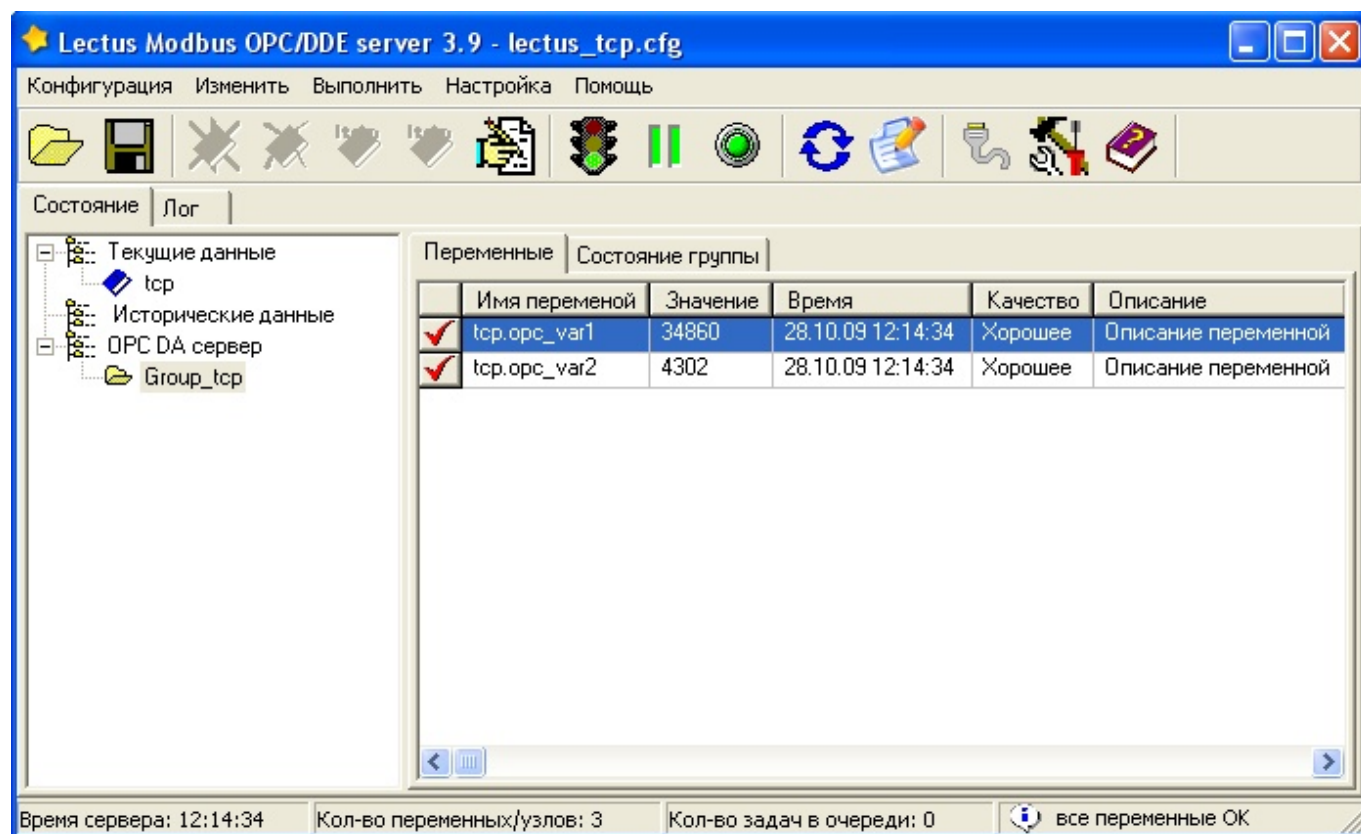 Lectus Modbus OPC/DDE server 3.9 - lectus_tcp.cfg
Конфигурация Изменить Выполнить Настройка Помощь
Состояние Лог
Текущие данные
tcp
Исторические данные
OPC DA сервер
Group_tcp
Переменные Состояние группы
Имя переменой Значение Время Качество Описание
tcp.opc_var1 34860 28.10.09 12:14:34 Хорошее Описание переменной
tcp.opc_var2 4302 28.10.09 12:14:34 Хорошее Описание переменной
Время сервера: 12:14:34 Кол-во переменных/узлов: 3 Кол-во задач в очереди: 0 все переменные OK